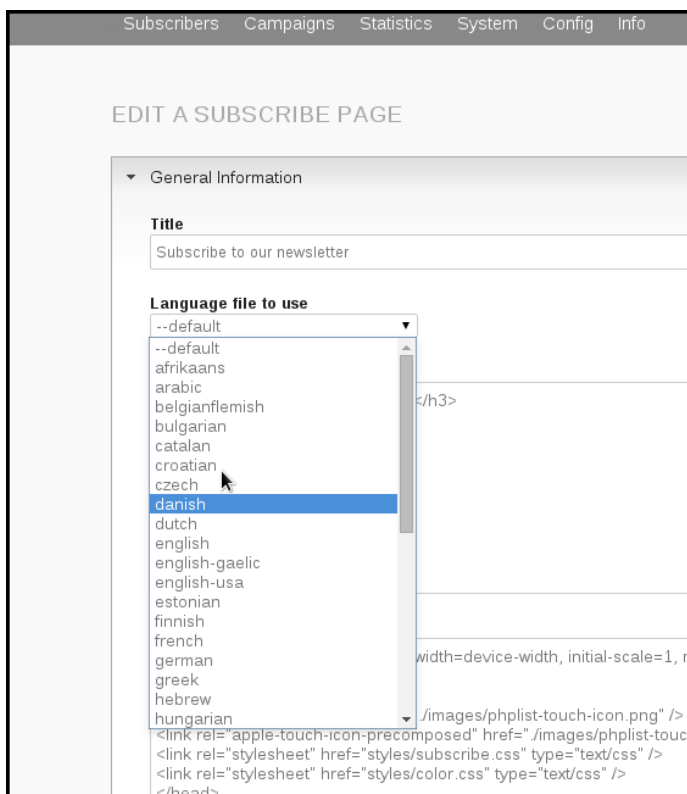 Subscribers Campaigns Statistics System Config Info
EDIT A SUBSCRIBE PAGE
General Information
Title
Subscribe to our newsletter
Language file to use
--default
--default
afrikaans
arabic
belgianflemish
</h3>
bulgarian
catalan
croatian
czech
danish
dutch
english
english-gaelic
english-usa
estonian
finnish
french
width=device-width, initial-scale=1,
german
greek
hebrew
hungarian
./images/phplist-touch-icon.png" />
<link rel="apple-touch-icon-precomposed" href="./images/phplist-touc
<link rel="stylesheet" href="styles/subscribe.css" type="text/css" />
<link rel="stylesheet" href="styles/color.css" type="text/css" />
</head>